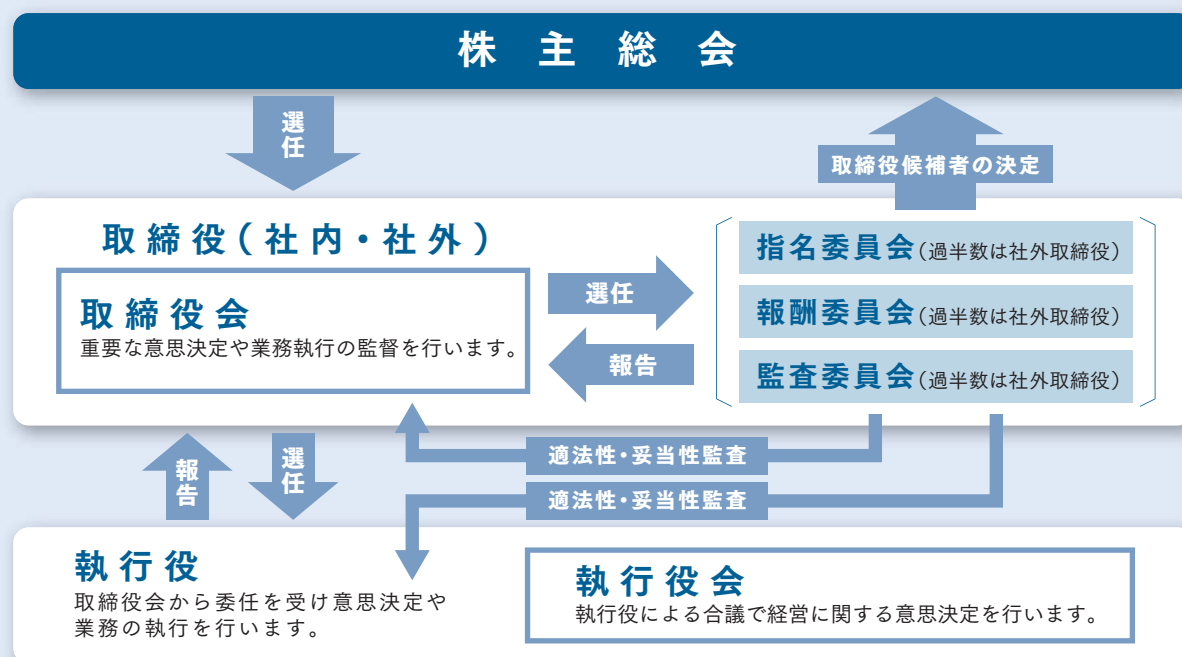 株主総会
選任
取締役候補者の決定
取締役(社内・社外)
取締役会
重要な意思決定や業務執行の監督を行います。
選任
報告
指名委員会(過半数は社外取締役)
報酬委員会(過半数は社外取締役)
監査委員会(過半数は社外取締役)
報告
選任
適法性・妥当性監査
適法性・妥当性監査
執行役
取締役会から委任を受け意思決定や
業務の執行を行います。
執行役会
執行役による合議で経営に関する意思決定を行います。